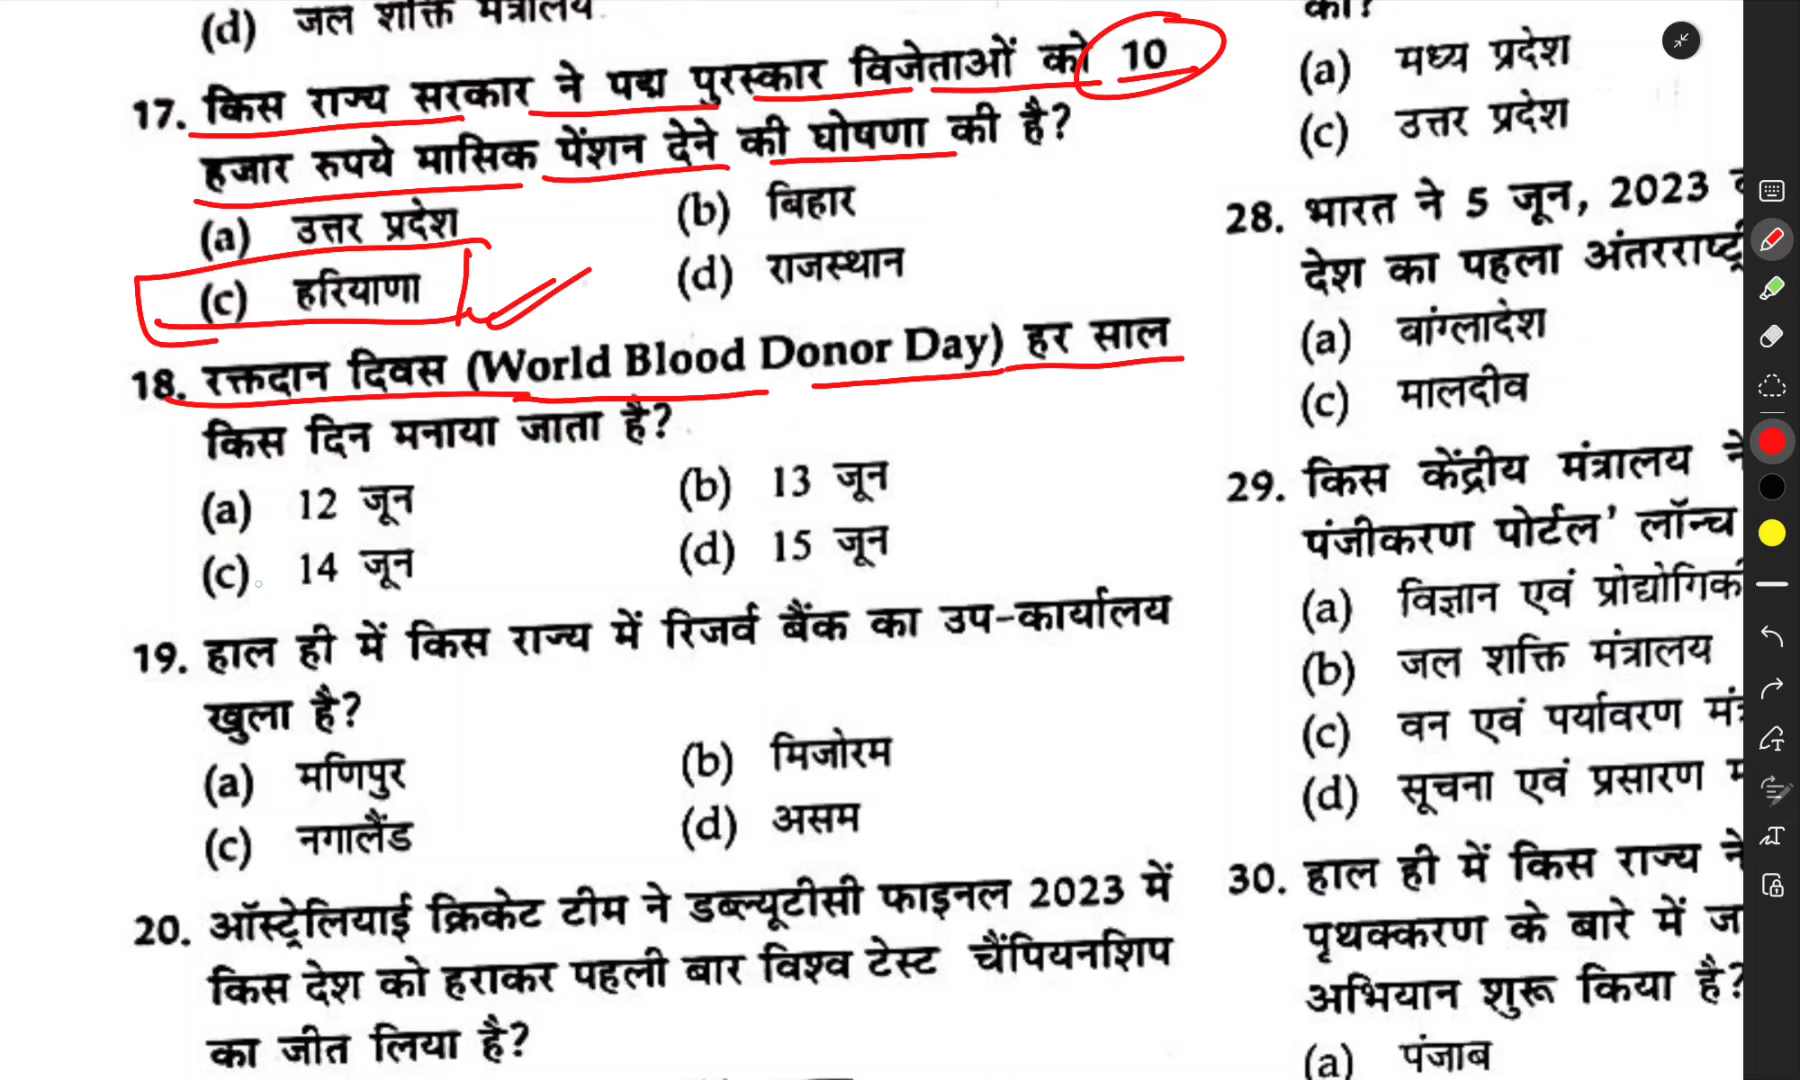 (d) जल शक्ति मंत्रालय
17. किस राज्य सरकार ने पद्म पुरस्कार विजेताओं को 10
हजार रुपये मासिक पेंशन देने की घोषणा की है?
(a) उत्तर प्रदेश (b) बिहार
(c) हरियाणा (d) राजस्थान
18. रक्तदान दिवस (World Blood Donor Day) हर साल
किस दिन मनाया जाता है?
(a) 12 जून (b) 13 जून
(c) 14 जून (d) 15 जून
19. हाल ही में किस राज्य में रिजर्व बैंक का उप-कार्यालय
खुला है?
(a) मणिपुर (b) मिजोरम
(c) नगालैंड (d) असम
20. ऑस्ट्रेलियाई क्रिकेट टीम ने डब्ल्यूटीसी फाइनल 2023 में
किस देश को हराकर पहली बार विश्व टेस्ट चैंपियनशिप
का जीत लिया है?
की?
(a) मध्य प्रदेश
(c) उत्तर प्रदेश
28. भारत ने 5 जून, 2023
देश का पहला अंतरराष्ट्री
(a) बांग्लादेश
(c) मालदीव
29. किस केंद्रीय मंत्रालय ने
पंजीकरण पोर्टल’ लॉन्च
(a) विज्ञान एवं प्रोद्योगिक
(b) जल शक्ति मंत्रालय
(c) वन एवं पर्यावरण मं
(d) सूचना एवं प्रसारण
30. हाल ही में किस राज्य ने
पृथक्करण के बारे में ज
अभियान शुरू किया है?
(a) पंजाब